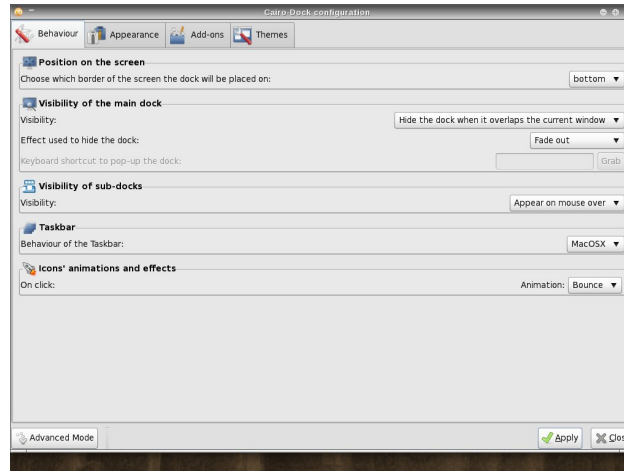 Cairo-Dock configuration
Behaviour Appearance Add-ons Themes
Position on the screen
Choose which border of the screen the dock will be placed on: bottom
Visibility of the main dock
Visibility: Hide the dock when it overlaps the current window
Effect used to hide the dock: Fade out
Keyboard shortcut to pop-up the dock: Grab
Visibility of sub-docks
Visibility: Appear on mouse over
Taskbar
Behaviour of the Taskbar: MacOSX
Icons' animations and effects
On click: Animation: Bounce
Advanced Mode Apply Clos